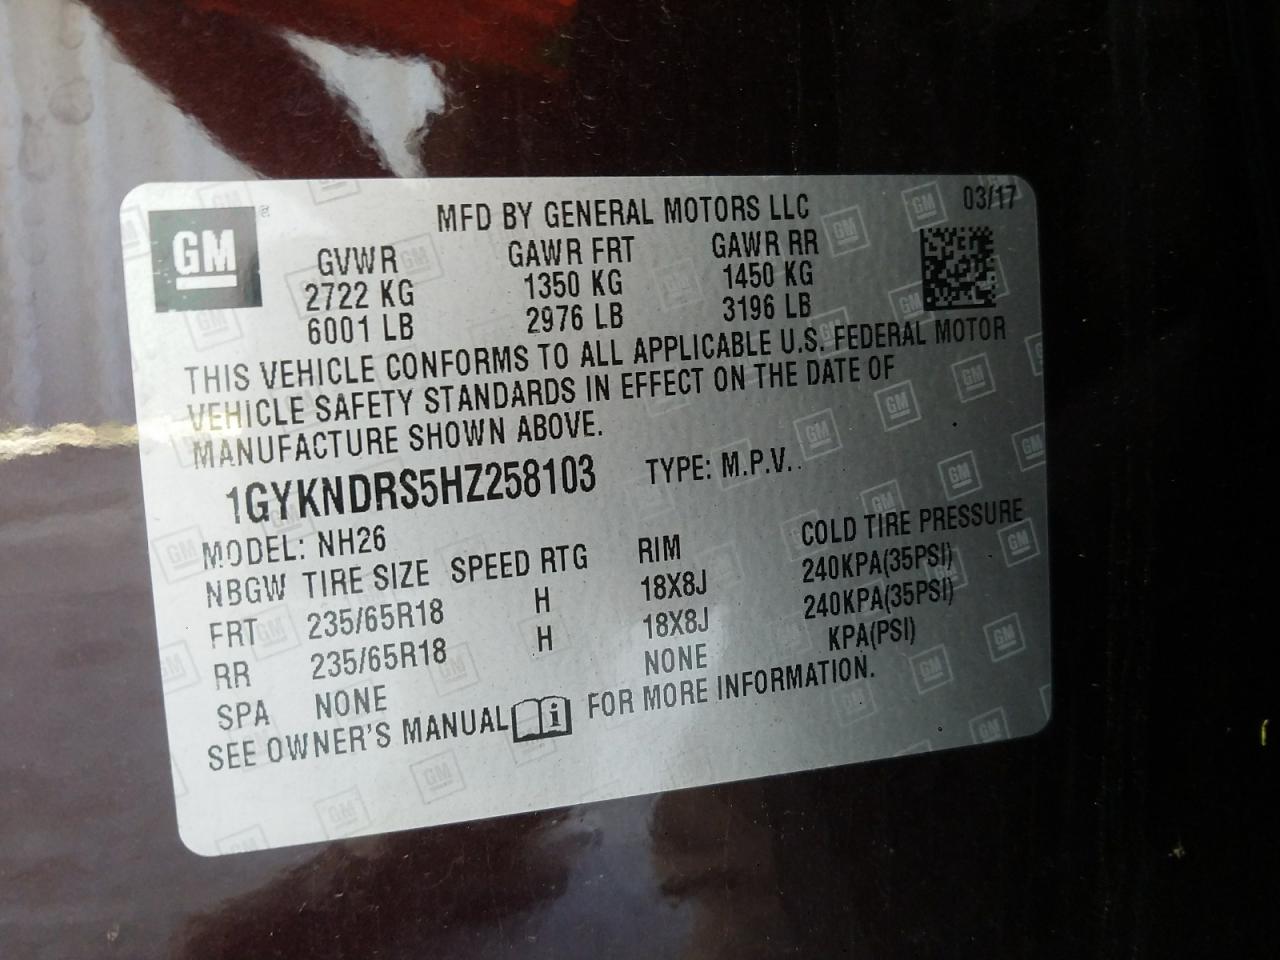 GM
MFD BY GENERAL MOTORS LLC
03/17
GVWR GAWR FRT GAWR RR
2722 KG 1350 KG 1450 KG
6001 LB 2976 LB 3196 LB
THIS VEHICLE CONFORMS TO ALL APPLICABLE U.S. FEDERAL MOTOR
VEHICLE SAFETY STANDARDS IN EFFECT ON THE DATE OF
MANUFACTURE SHOWN ABOVE.
1GYKNDRS5HZ258103 TYPE: M.P.V..
MODEL: NH26
NBGW TIRE SIZE SPEED RTG RIM COLD TIRE PRESSURE
FRT 235/65R18 H 18X8J 240KPA(35PSI)
RR 235/65R18 H 18X8J 240KPA(35PSI)
SPA NONE NONE KPA(PSI)
SEE OWNER'S MANUAL i FOR MORE INFORMATION.